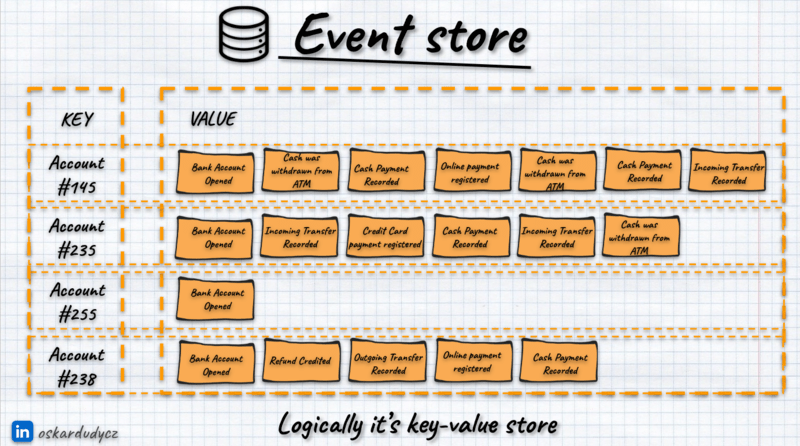 Event store
KEY
VALUE
Account
#145
Bank Account
Opened
Cash was
withdrawn from
ATM
Cash Payment
Recorded
Online payment
registered
Cash was
withdrawn from
ATM
Cash Payment
Recorded
Incoming Transfer
Recorded
Account
#235
Bank Account
Opened
Incoming Transfer
Recorded
Credit Card
payment registered
Cash Payment
Recorded
Incoming Transfer
Recorded
Cash was
withdrawn from
ATM
Account
#255
Bank Account
Opened
Account
#238
Bank Account
Opened
Refund Credited
Outgoing Transfer
Recorded
Online payment
registered
Cash Payment
Recorded
Logically it's key-value store
in oskardudycz